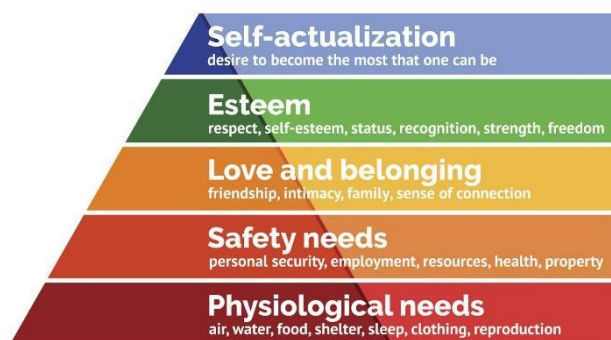 Self-actualization
desire to become the most that one can be
Esteem
respect, self-esteem, status, recognition, strength, freedom
Love and belonging
friendship, intimacy, family, sense of connection
Safety needs
personal security, employment, resources, health, property
Physiological needs
air, water, food, shelter, sleep, clothing, reproduction